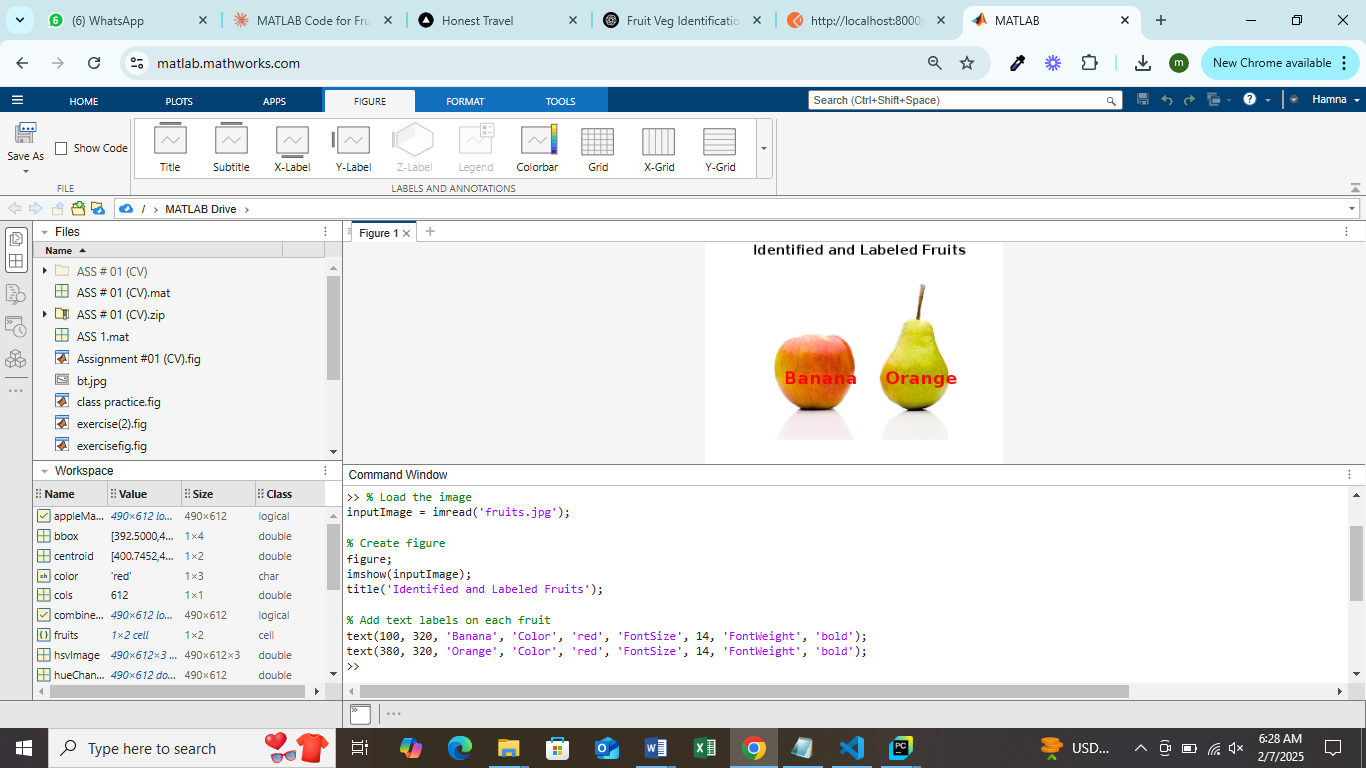 (6) WhatsApp
MATLAB Code for Fru
Honest Travel
Fruit Veg Identificatio
http://localhost:8000/
MATLAB
matlab.mathworks.com
m
New Chrome available
HOME
PLOTS
APPS
FIGURE
FORMAT
TOOLS
Search (Ctrl+Shift+Space)
Hamna
Save As
Show Code
Title
Subtitle
X-Label
Y-Label
Z-Label
Legend
Colorbar
Grid
X-Grid
Y-Grid
FILE
LABELS AND ANNOTATIONS
/ › MATLAB Drive ›
Files
Name
ASS # 01 (CV)
ASS # 01 (CV).mat
ASS # 01 (CV).zip
ASS 1.mat
Assignment #01 (CV).fig
bt.jpg
class practice.fig
exercise(2).fig
exercisefig.fig
Workspace
Name Value Size Class
appleMa... 490×612 lo... 490×612 logical
bbox [392.5000,4... 1×4 double
centroid [400.7452,4... 1×2 double
color 'red' 1×3 char
cols 612 1×1 double
combine... 490×612 lo... 490×612 logical
fruits 1×2 cell 1×2 cell
hsvImage 490×612×3 ... 490×612×3 double
hueChan... 490×612 do... 490×612 double
Figure 1
Identified and Labeled Fruits
Banana
Orange
Command Window
>> % Load the image
inputImage = imread('fruits.jpg');
% Create figure
figure;
imshow(inputImage);
title('Identified and Labeled Fruits');
% Add text labels on each fruit
text(100, 320, 'Banana', 'Color', 'red', 'FontSize', 14, 'FontWeight', 'bold');
text(380, 320, 'Orange', 'Color', 'red', 'FontSize', 14, 'FontWeight', 'bold');
>>
Type here to search
USD...
6:28 AM
2/7/2025